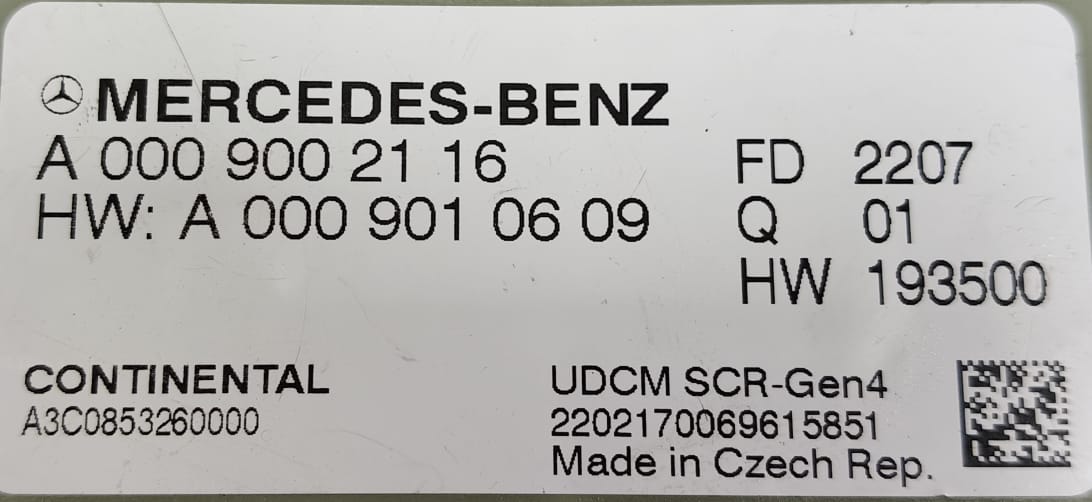 MERCEDES-BENZ
A 000 900 21 16
HW: A 000 901 06 09
FD 2207
Q 01
HW 193500
CONTINENTAL
A3C0853260000
UDCM SCR-Gen4
2202170069615851
Made in Czech Rep.